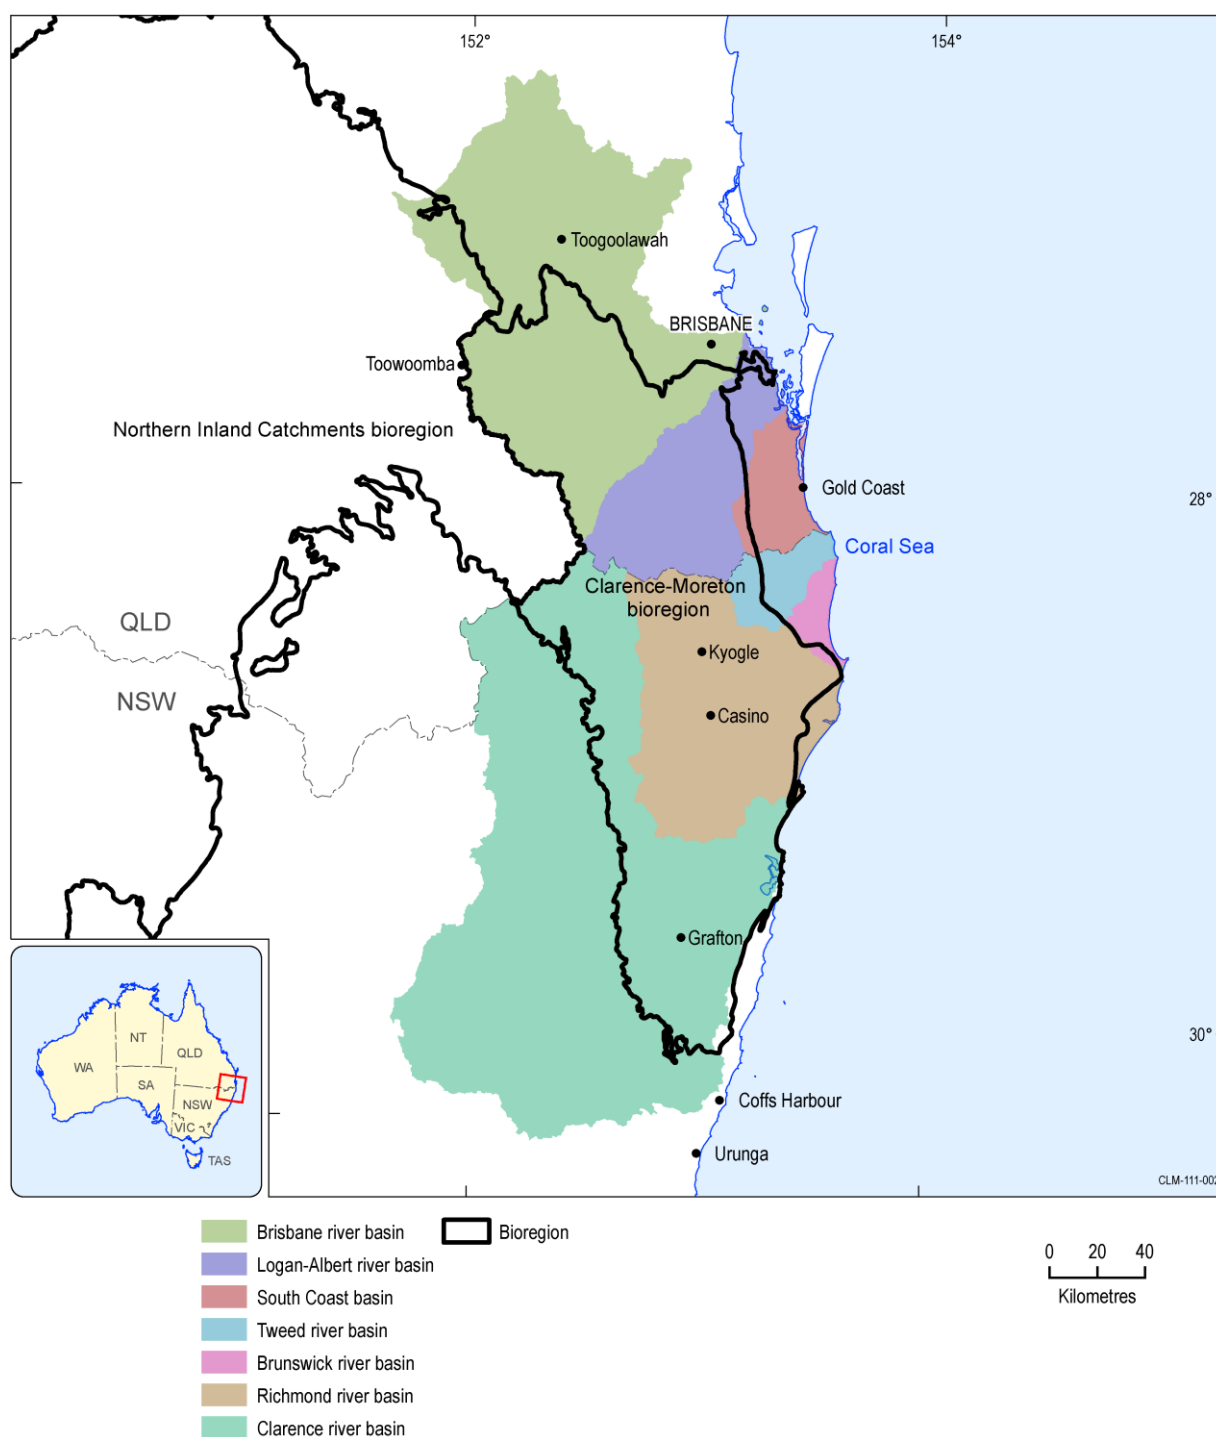 152°
154°
Toogoolawah
BRISBANE
Toowoomba
Northern Inland Catchments bioregion
Gold Coast
28°
Coral Sea
Clarence-Moreton
bioregion
QLD
Kyogle
NSW
Casino
Grafton
30°
NT
QLD
WA
SA
NSW
VIC
TAS
Coffs Harbour
Urunga
CLM-111-002
Brisbane river basin
Bioregion
Logan-Albert river basin
South Coast basin
Tweed river basin
Brunswick river basin
Richmond river basin
Clarence river basin
0 20 40
Kilometres